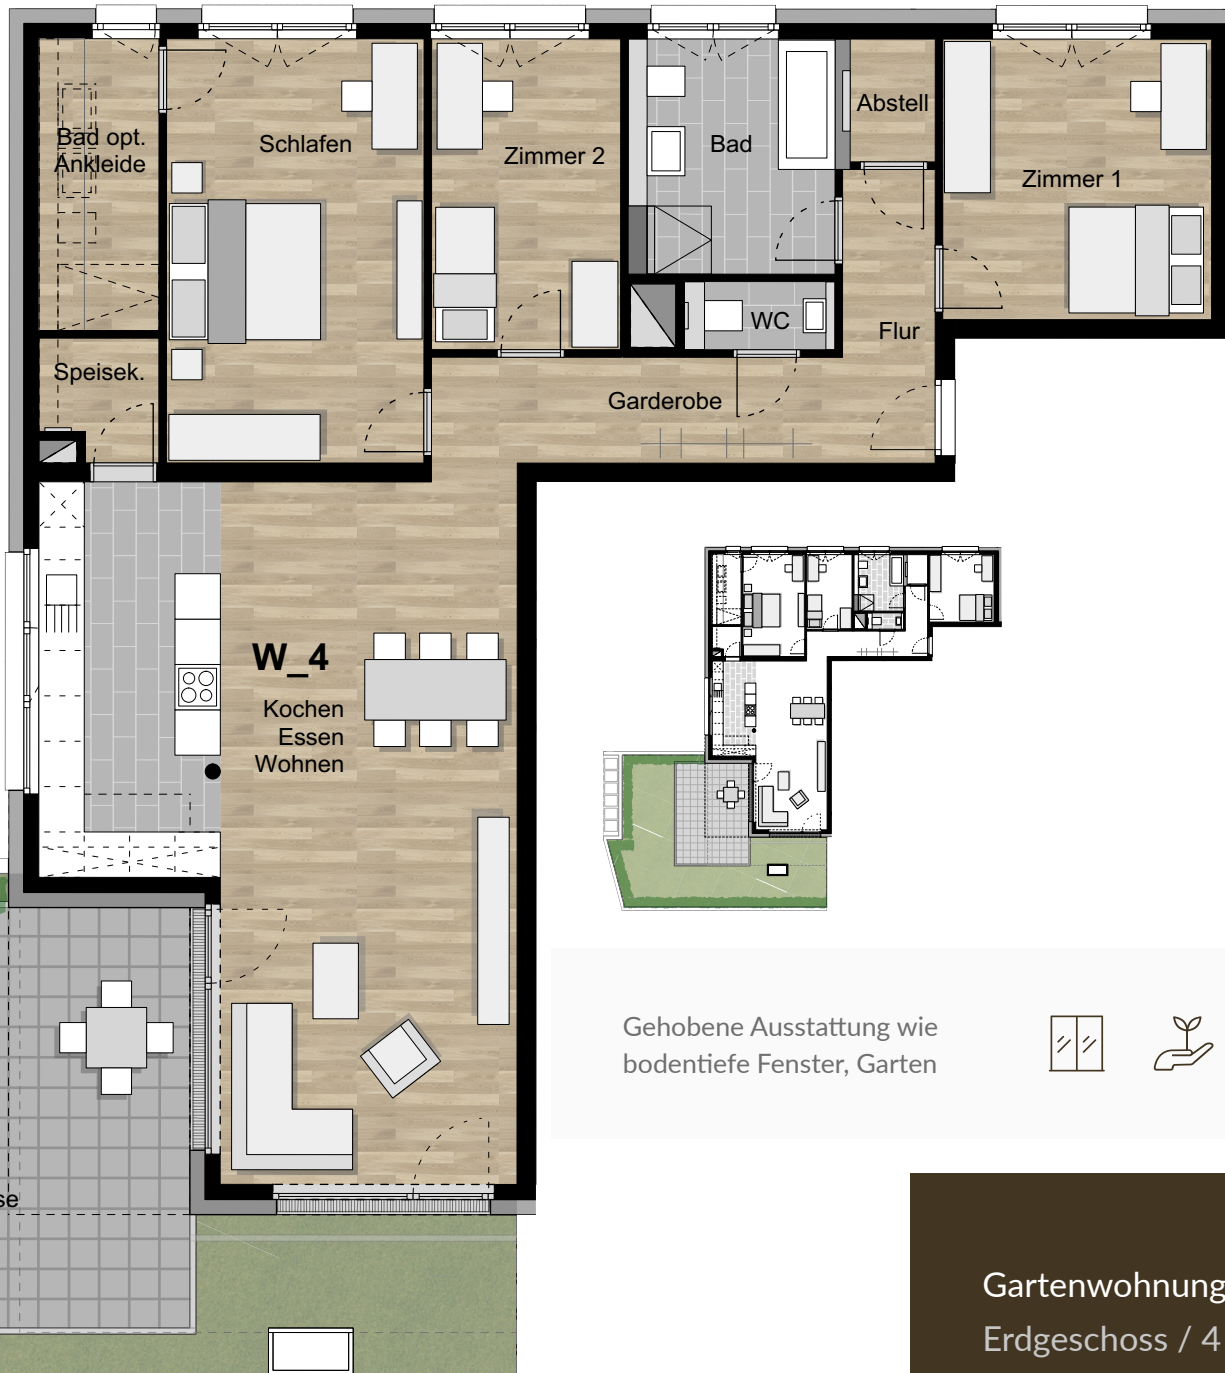 Bad opt.
Ankleide
Schlafen
Zimmer 2
Bad
Abstell
Zimmer 1
Speisek.
WC
Flur
Garderobe
W_4
Kochen
Essen
Wohnen
Gehobene Ausstattung wie
bodentiefe Fenster, Garten
se
Gartenwohnung
Erdgeschoss / 4